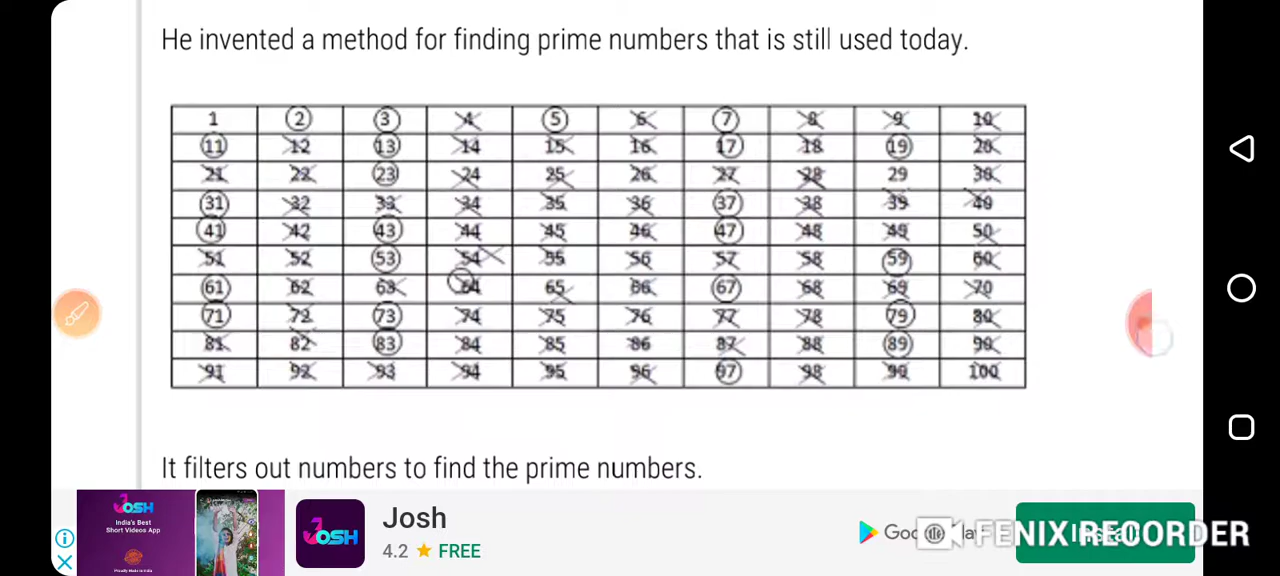 He invented a method for finding prime numbers that is still used today.
1 2 3 4 5 6 7 8 9 10
11 12 13 14 15 16 17 18 19 20
21 22 23 24 25 26 27 28 29 30
31 32 33 34 35 36 37 38 39 40
41 42 43 44 45 46 47 48 49 50
51 52 53 54 55 56 57 58 59 60
61 62 63 64 65 66 67 68 69 70
71 72 73 74 75 76 77 78 79 80
81 82 83 84 85 86 87 88 89 90
91 92 93 94 95 96 97 98 99 100
It filters out numbers to find the prime numbers.
JOSH
India's Best
Short Videos App
JOSH
Josh
4.2 ★ FREE
FENIX RECORDER